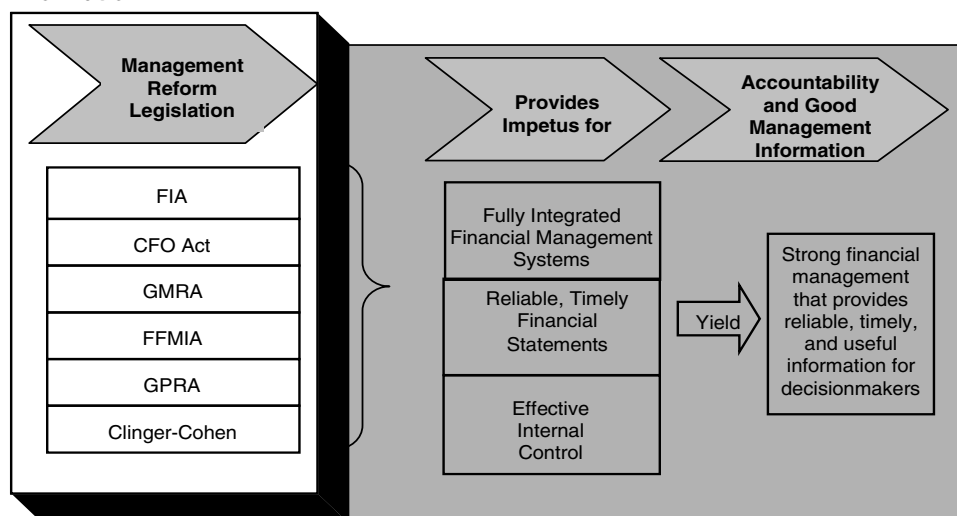 Management
Reform
Legislation
FIA
CFO Act
GMRA
FFMIA
GPRA
Clinger-Cohen
Provides
Impetus for
Fully Integrated
Financial Management
Systems
Reliable, Timely
Financial
Statements
Effective
Internal
Control
Yield
Accountability
and Good
Management
Information
Strong financial
management
that provides
reliable, timely,
and useful
information for
decisionmakers